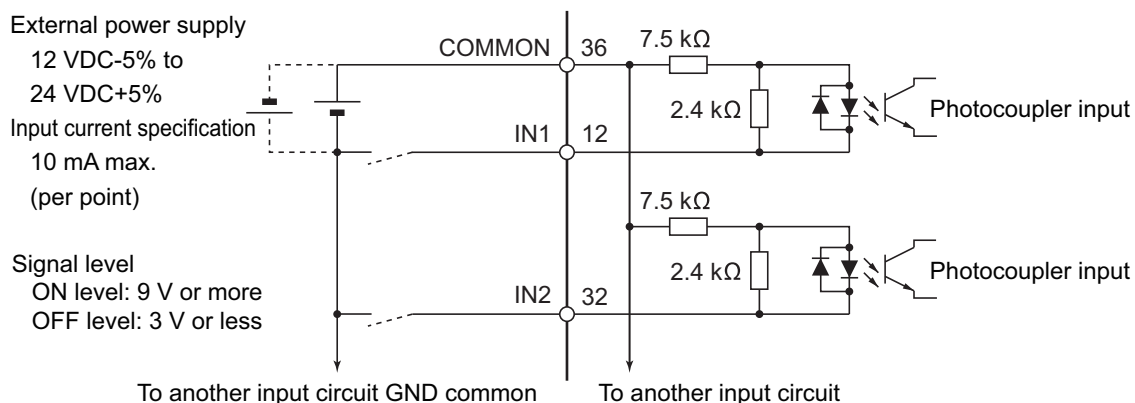 External power supply
12 VDC-5% to
24 VDC+5%
Input current specification
10 mA max.
(per point)
Signal level
ON level: 9 V or more
OFF level: 3 V or less
COMMON
36
7.5 kΩ
2.4 kΩ
Photocoupler input
IN1
12
7.5 kΩ
2.4 kΩ
Photocoupler input
IN2
32
To another input circuit GND common
To another input circuit